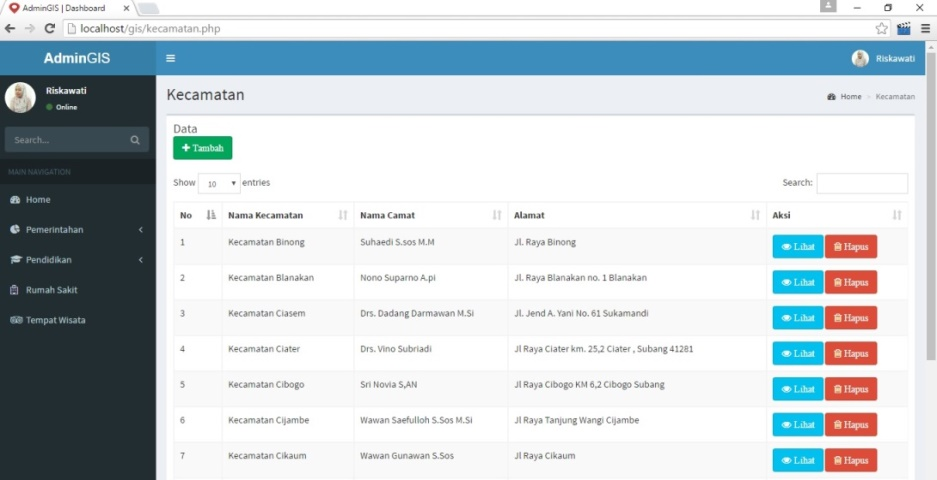 AdminGIS | Dashboard
localhost/gis/kecamatan.php
AdminGIS
Riskawati
Riskawati
Online
Kecamatan
Home > Kecamatan
Search...
MAIN NAVIGATION
Home
Pemerintahan
Pendidikan
Rumah Sakit
Tempat Wisata
Data
Tambah
Show 10 entries
Search:
No Nama Kecamatan Nama Camat Alamat Aksi
1 Kecamatan Binong Suhaedi S.sos M.M Jl. Raya Binong Lihat Hapus
2 Kecamatan Blanakan Nono Suparno A.pi Jl. Raya Blanakan no. 1 Blanakan Lihat Hapus
3 Kecamatan Ciasem Drs. Dadang Darmawan M.Si Jl. Jend A. Yani No. 61 Sukamandi Lihat Hapus
4 Kecamatan Ciater Drs. Vino Subriadi Jl Raya Ciater km. 25,2 Ciater , Subang 41281 Lihat Hapus
5 Kecamatan Cibogo Sri Novia S,AN Jl Raya Cibogo KM 6,2 Cibogo Subang Lihat Hapus
6 Kecamatan Cijambe Wawan Saefulloh S.Sos M.Si Jl Raya Tanjung Wangi Cijambe Lihat Hapus
7 Kecamatan Cikaum Wawan Gunawan S.Sos Jl Raya Cikaum Lihat Hapus